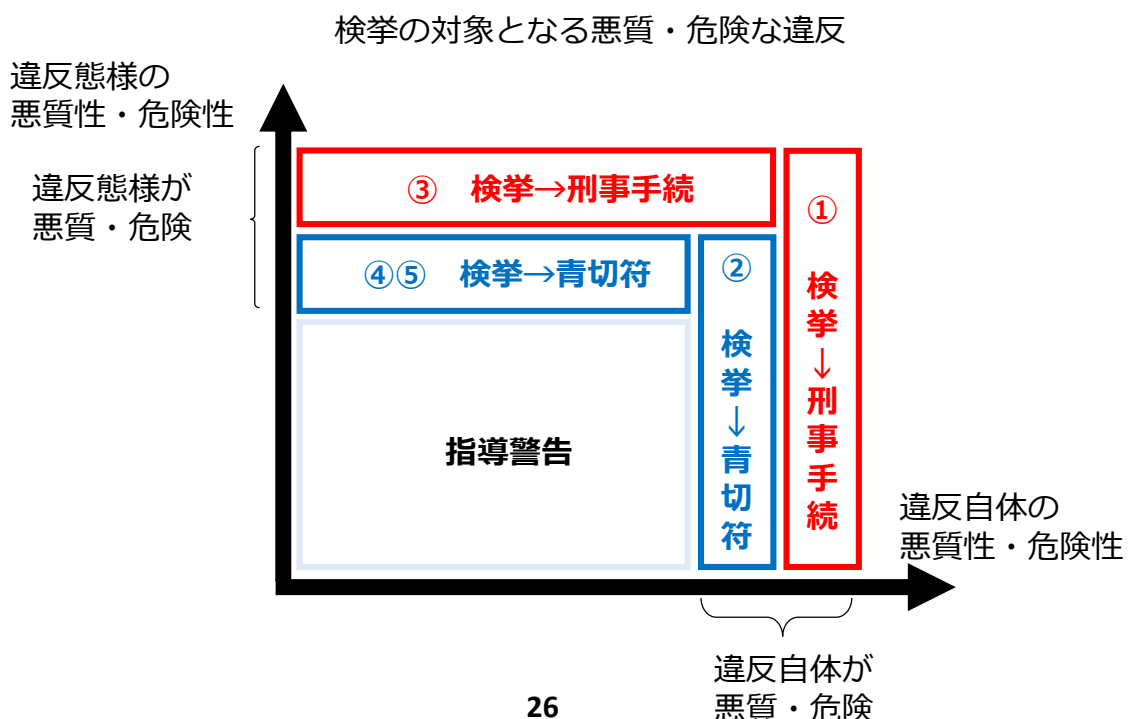 検挙の対象となる悪質・危険な違反
違反態様の
悪質性・危険性
違反態様が
悪質・危険
③　検挙→刑事手続
①　検挙→刑事手続
④⑤　検挙→青切符
②　検挙→青切符
指導警告
違反自体の
悪質性・危険性
違反自体が
悪質・危険
26